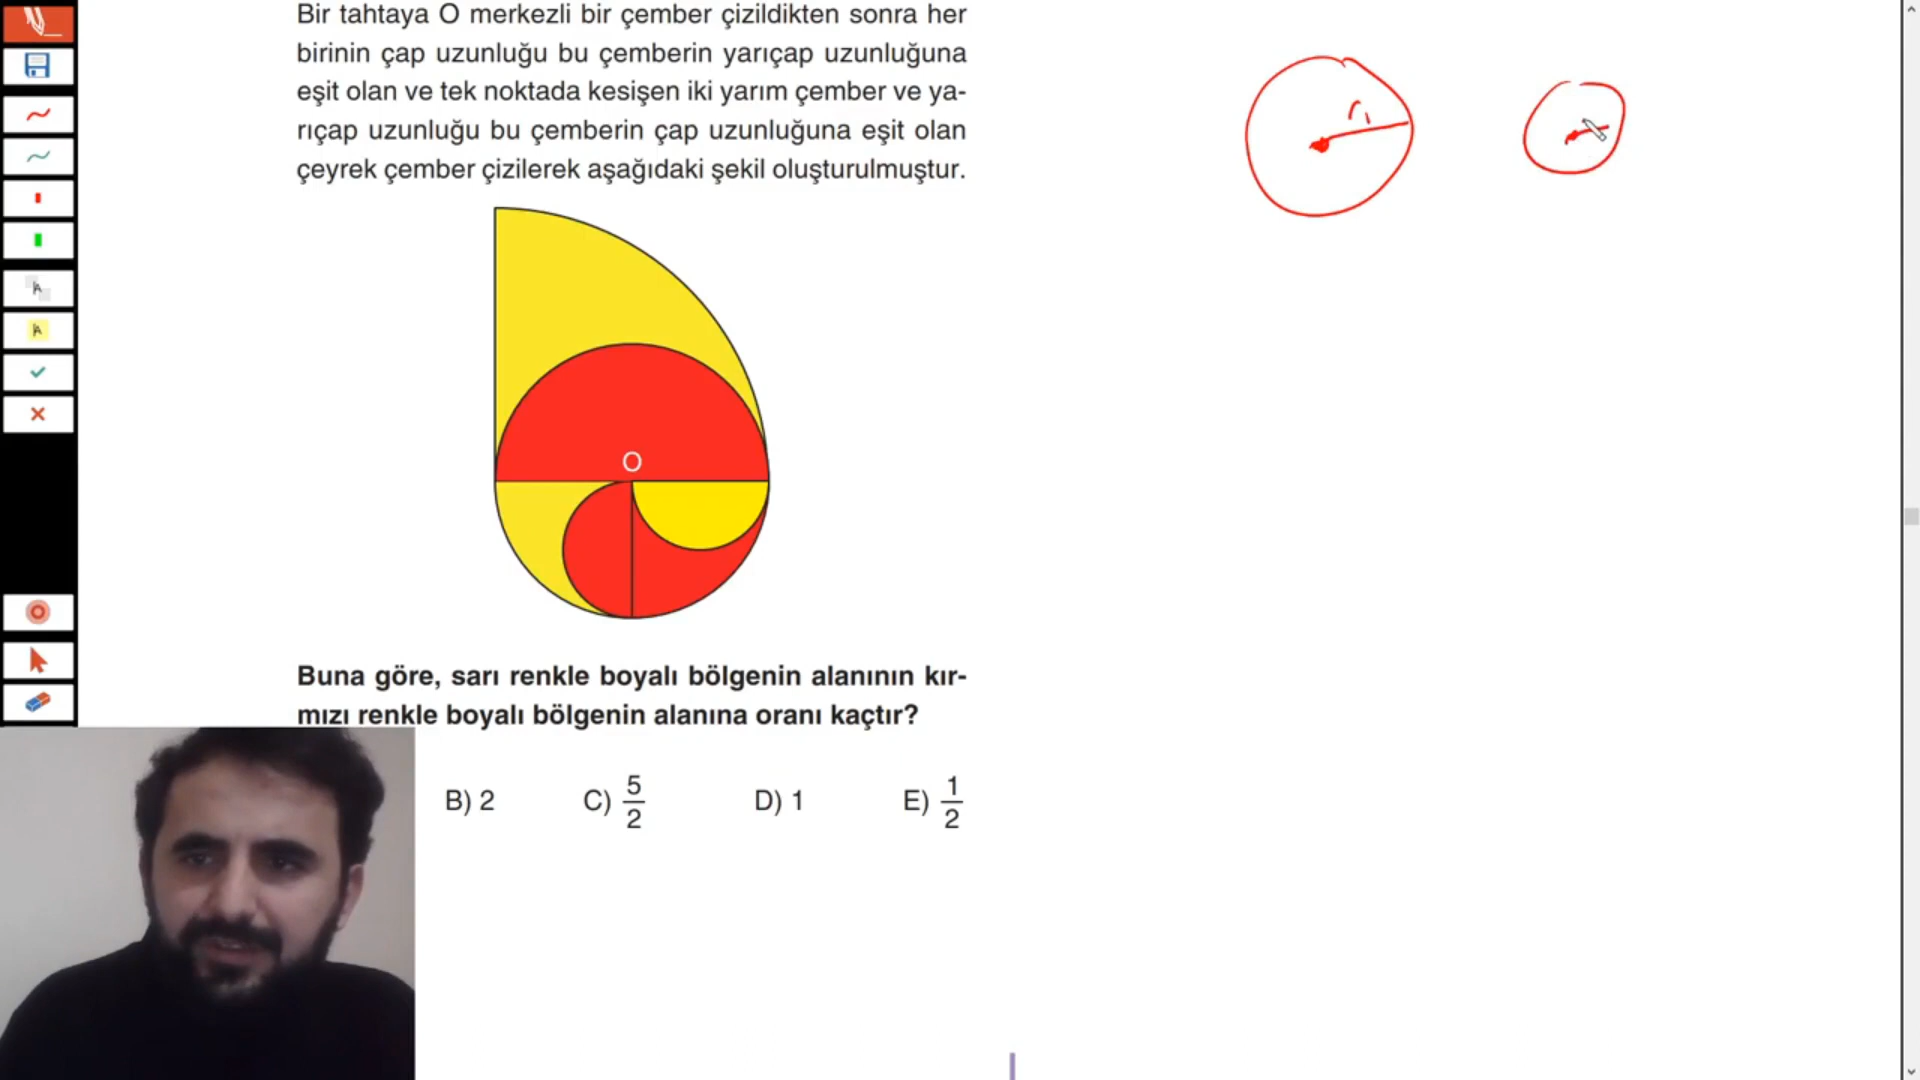 Bir tahtaya O merkezli bir çember çizildikten sonra her
birinin çap uzunluğu bu çemberin yarıçap uzunluğuna
eşit olan ve tek noktada kesişen iki yarım çember ve ya-
rıçap uzunluğu bu çemberin çap uzunluğuna eşit olan
çeyrek çember çizilerek aşağıdaki şekil oluşturulmuştur.
r₁
O
Buna göre, sarı renkle boyalı bölgenin alanının kır-
mızı renkle boyalı bölgenin alanına oranı kaçtır?
B) 2 C) 5/2 D) 1 E) 1/2